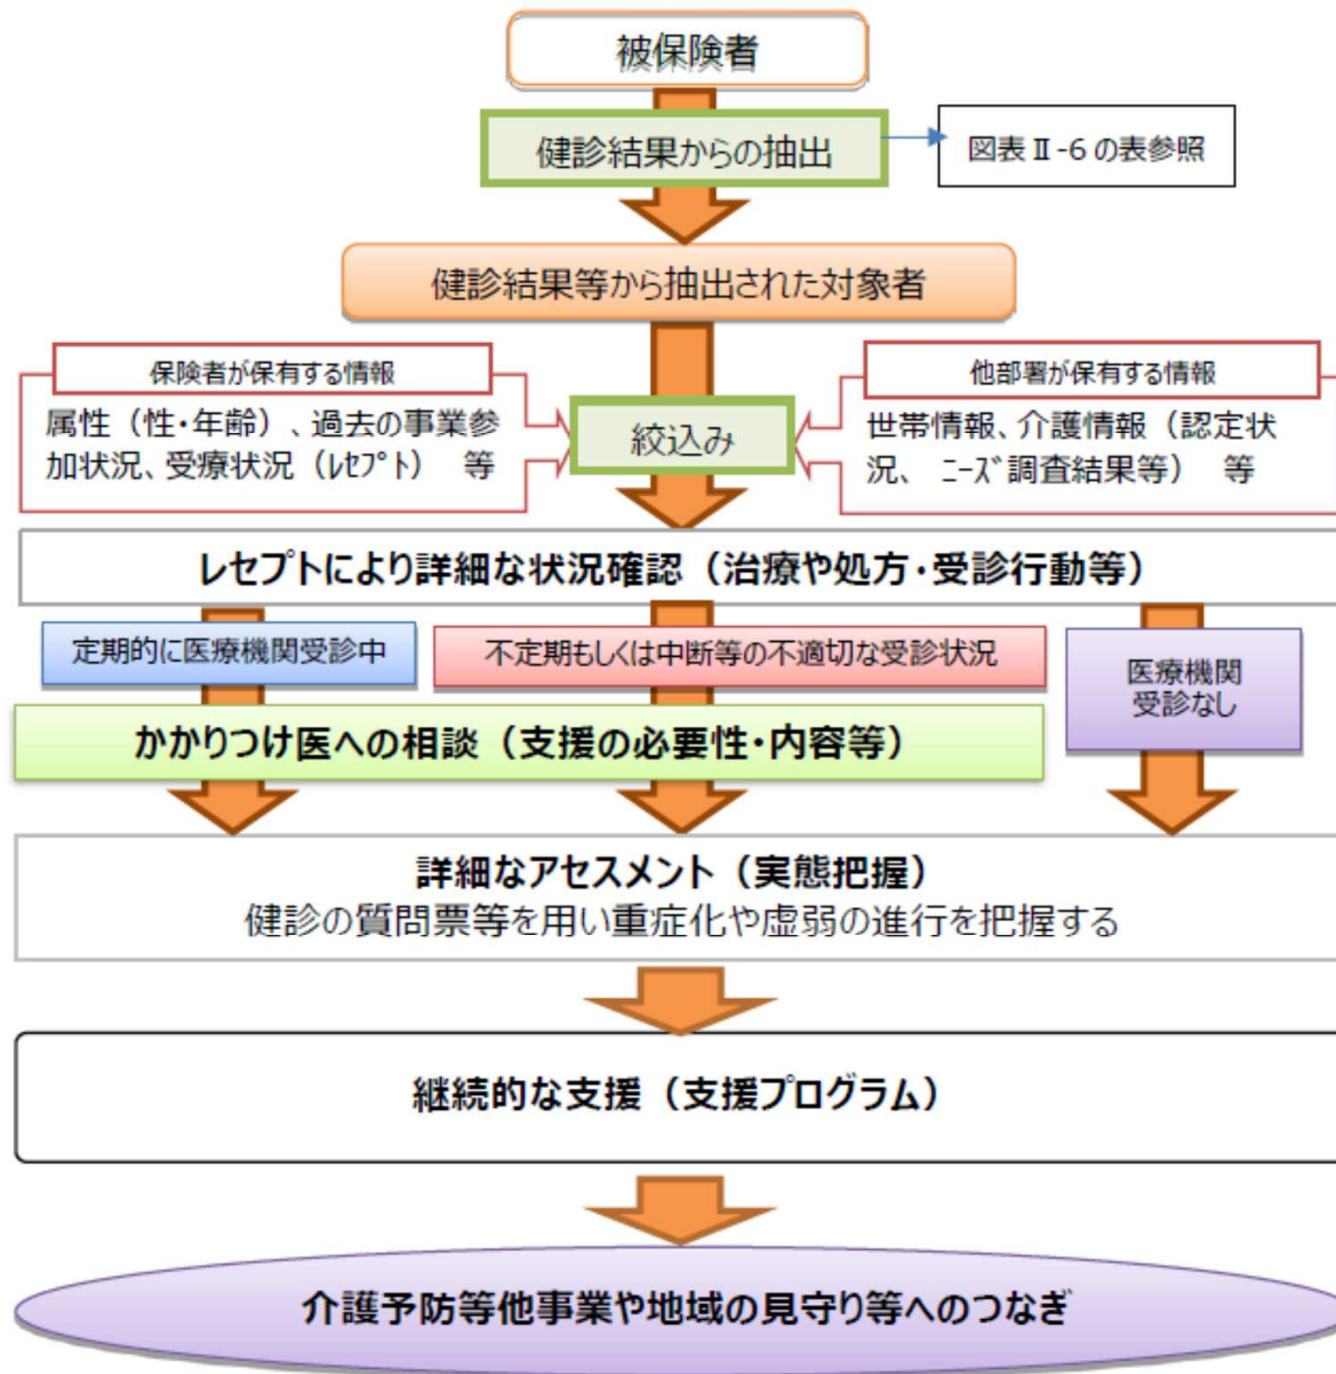 被保険者
健診結果からの抽出
図表Ⅱ-6の表参照
健診結果等から抽出された対象者
保険者が保有する情報
属性（性・年齢）、過去の事業参
加状況、受療状況（ﾚｾﾌﾟﾄ） 等
絞込み
他部署が保有する情報
世帯情報、介護情報（認定状
況、 ﾆｰｽﾞ調査結果等） 等
レセプトにより詳細な状況確認（治療や処方・受診行動等）
定期的に医療機関受診中
不定期もしくは中断等の不適切な受診状況
医療機関
受診なし
かかりつけ医への相談（支援の必要性・内容等）
詳細なアセスメント（実態把握）
健診の質問票等を用い重症化や虚弱の進行を把握する
継続的な支援（支援プログラム）
介護予防等他事業や地域の見守り等へのつなぎ